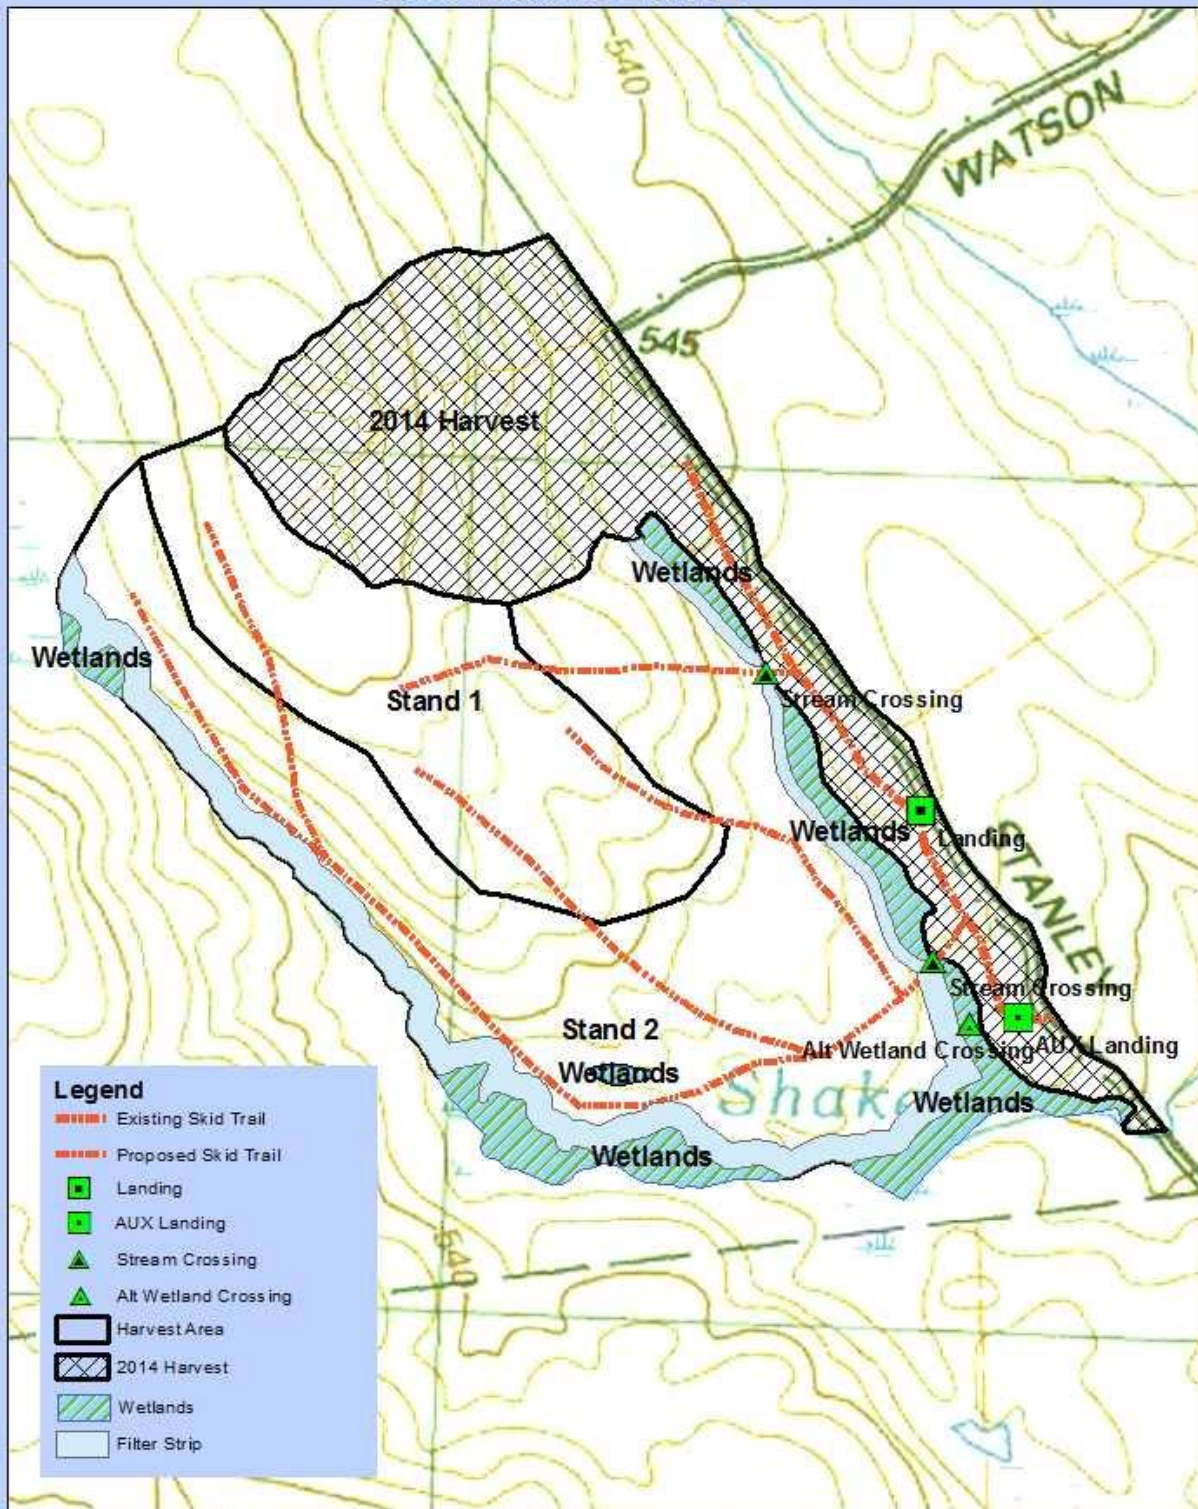 540
WATSON
545
2014 Harvest
Wetlands
Wetlands
Stand 1
Stream Crossing
Wetlands
Landing
STANLEY
Stream Crossing
Stand 2
Alt Wetland Crossing
AUX Landing
Wetlands
Shake
Wetlands
Wetlands
540
Legend
Existing Skid Trail
Proposed Skid Trail
Landing
AUX Landing
Stream Crossing
Alt Wetland Crossing
Harvest Area
2014 Harvest
Wetlands
Filter Strip